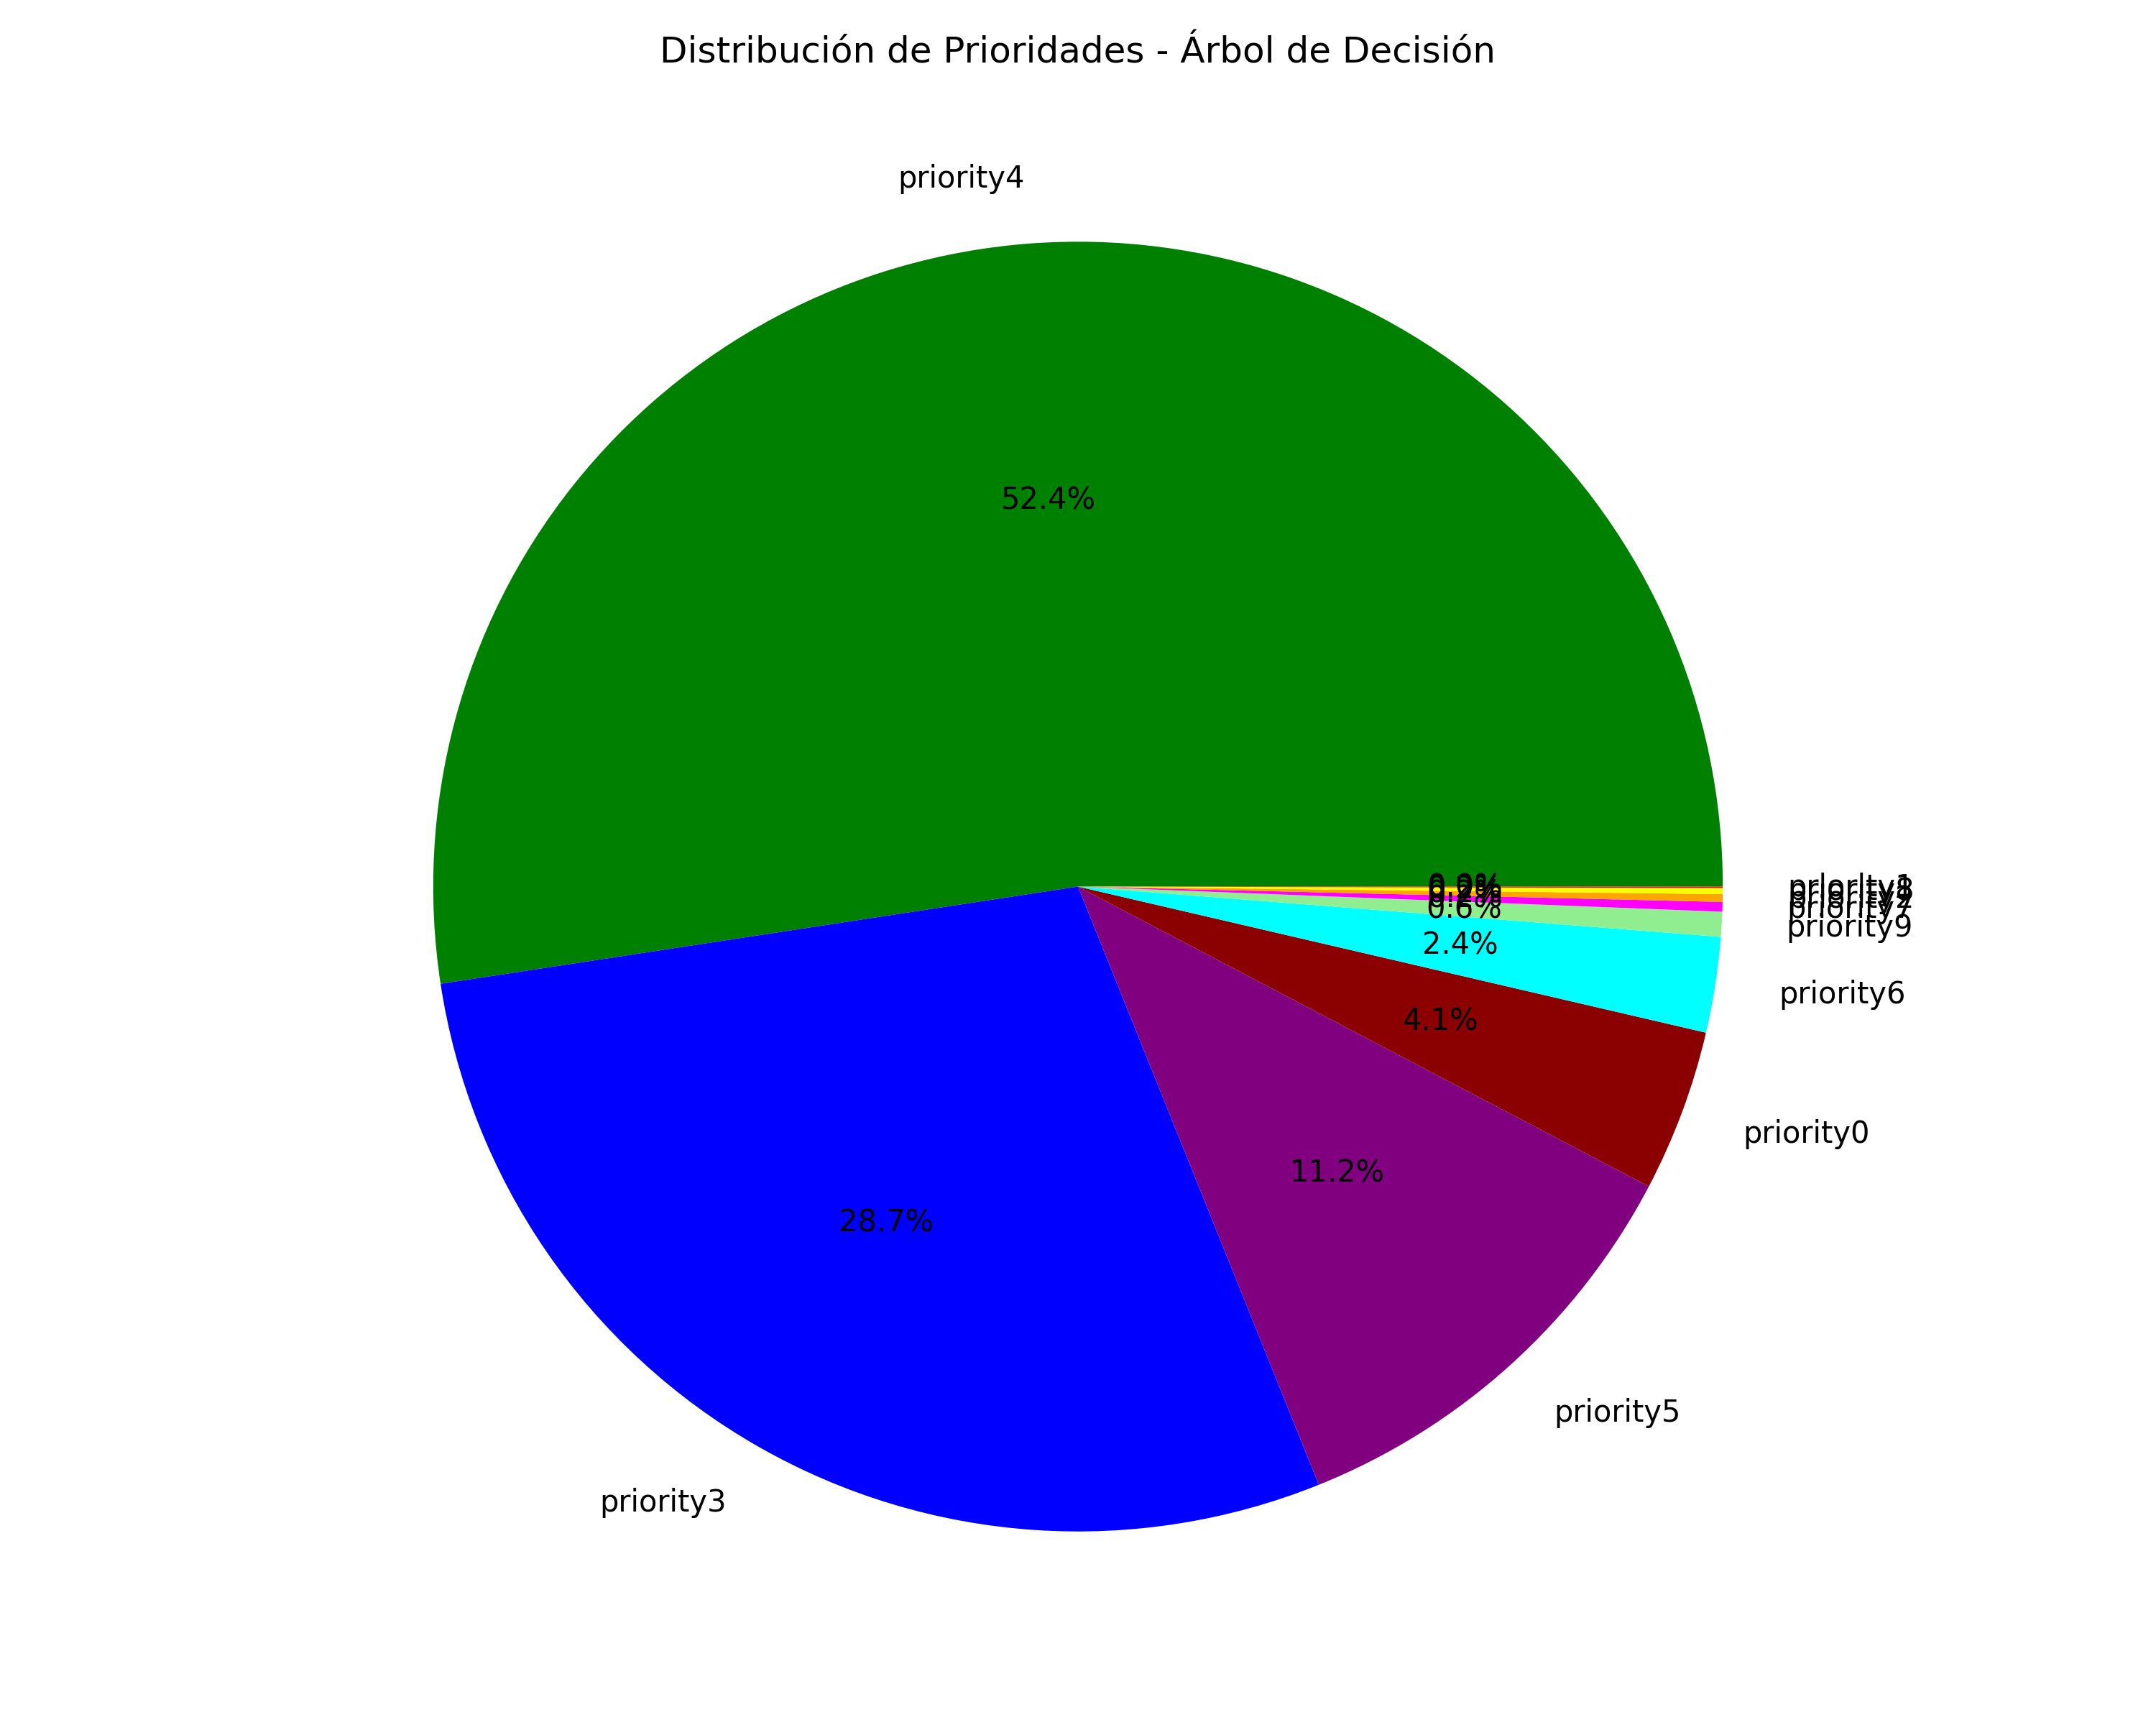 Distribución de Prioridades - Árbol de Decisión
priority4
52.4%
0.6%
priority9
2.4%
priority6
4.1%
priority0
11.2%
28.7%
priority5
priority3